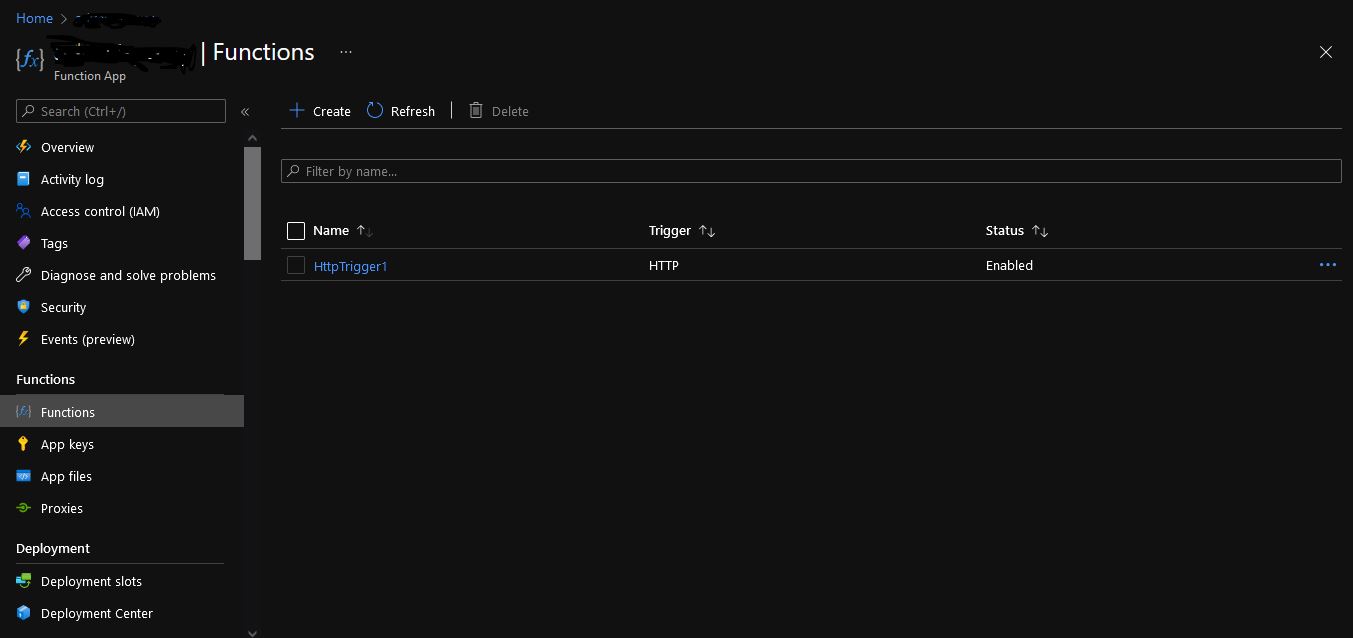 Home >
{fx} | Functions ...
Function App
Search (Ctrl+/) «
Overview
Activity log
Access control (IAM)
Tags
Diagnose and solve problems
Security
Events (preview)
Functions
Functions
App keys
App files
Proxies
Deployment
Deployment slots
Deployment Center
Create Refresh | Delete
Filter by name...
Name Trigger Status
HttpTrigger1 HTTP Enabled